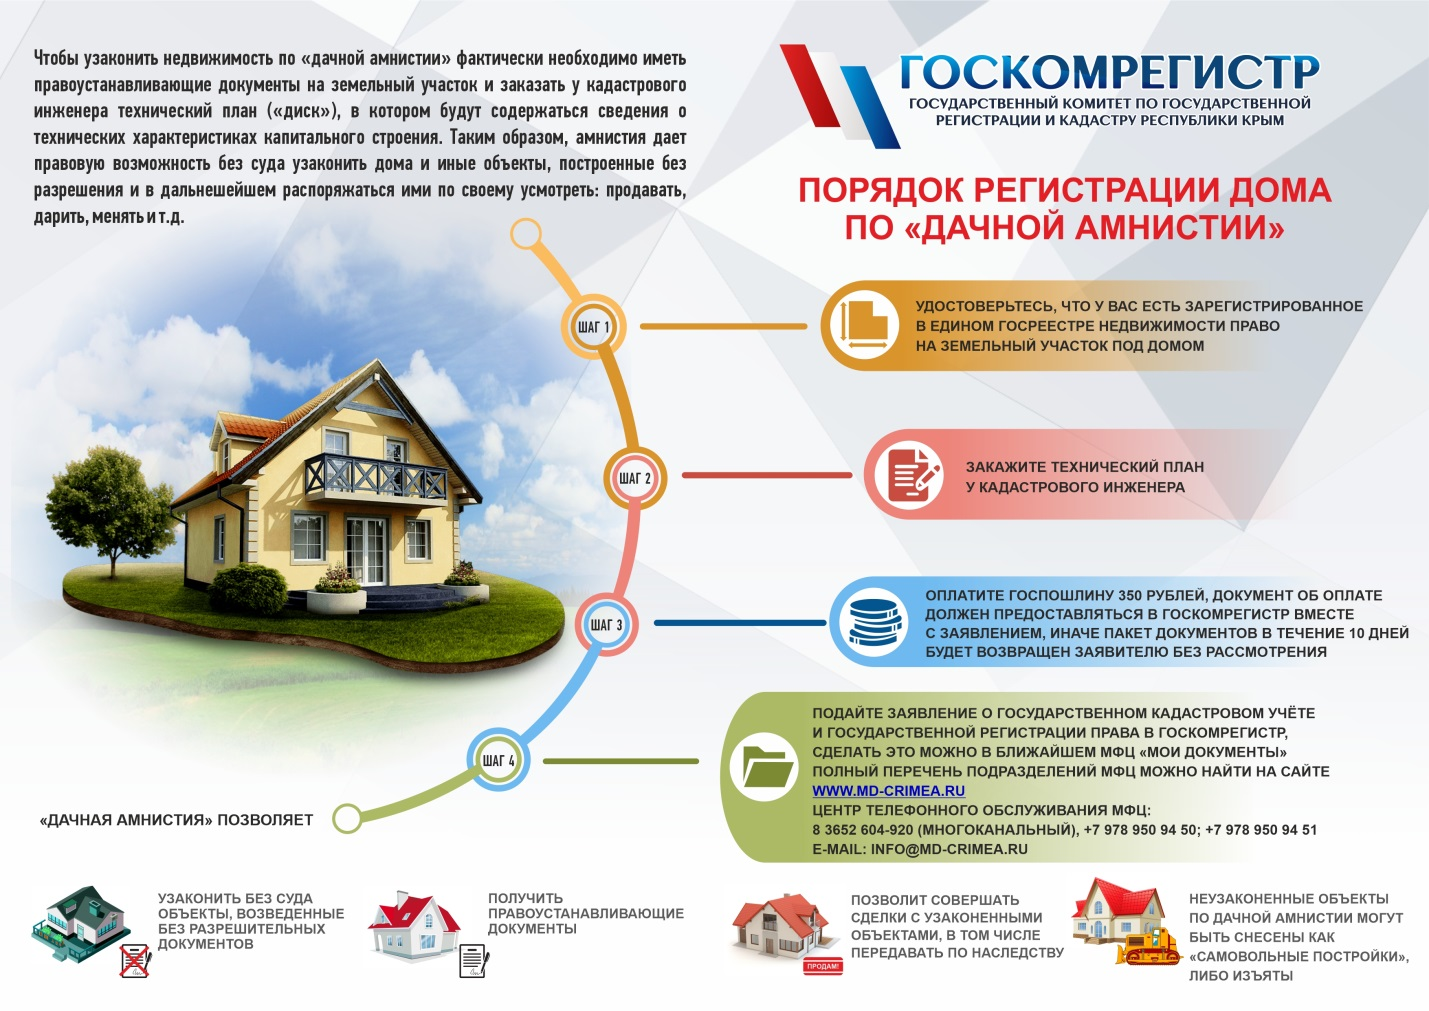 Чтобы узаконить недвижимость по «дачной амнистии» фактически необходимо иметь
правоустанавливающие документы на земельный участок и заказать у кадастрового
инженера технический план («диск»), в котором будут содержаться сведения о
технических характеристиках капитального строения. Таким образом, амнистия дает
правовую возможность без суда узаконить дома и иные объекты, построенные без
разрешения и в дальнешейшем распоряжаться ими по своему усмотреть: продавать,
дарить, менять и т.д.
ГОСКОМРЕГИСТР
ГОСУДАРСТВЕННЫЙ КОМИТЕТ ПО ГОСУДАРСТВЕННОЙ
РЕГИСТРАЦИИ И КАДАСТРУ РЕСПУБЛИКИ КРЫМ
ПОРЯДОК РЕГИСТРАЦИИ ДОМА
ПО «ДАЧНОЙ АМНИСТИИ»
ШАГ 1
УДОСТОВЕРЬТЕСЬ, ЧТО У ВАС ЕСТЬ ЗАРЕГИСТРИРОВАННОЕ
В ЕДИНОМ ГОСРЕЕСТРЕ НЕДВИЖИМОСТИ ПРАВО
НА ЗЕМЕЛЬНЫЙ УЧАСТОК ПОД ДОМОМ
ШАГ 2
ЗАКАЖИТЕ ТЕХНИЧЕСКИЙ ПЛАН
У КАДАСТРОВОГО ИНЖЕНЕРА
ШАГ 3
ОПЛАТИТЕ ГОСПОШЛИНУ 350 РУБЛЕЙ, ДОКУМЕНТ ОБ ОПЛАТЕ
ДОЛЖЕН ПРЕДОСТАВЛЯТЬСЯ В ГОСКОМРЕГИСТР ВМЕСТЕ
С ЗАЯВЛЕНИЕМ, ИНАЧЕ ПАКЕТ ДОКУМЕНТОВ В ТЕЧЕНИЕ 10 ДНЕЙ
БУДЕТ ВОЗВРАЩЕН ЗАЯВИТЕЛЮ БЕЗ РАССМОТРЕНИЯ
ШАГ 4
ПОДАЙТЕ ЗАЯВЛЕНИЕ О ГОСУДАРСТВЕННОМ КАДАСТРОВОМ УЧЁТЕ
И ГОСУДАРСТВЕННОЙ РЕГИСТРАЦИИ ПРАВА В ГОСКОМРЕГИСТР,
СДЕЛАТЬ ЭТО МОЖНО В БЛИЖАЙШЕМ МФЦ «МОИ ДОКУМЕНТЫ»
ПОЛНЫЙ ПЕРЕЧЕНЬ ПОДРАЗДЕЛЕНИЙ МФЦ МОЖНО НАЙТИ НА САЙТЕ
WWW.MD-CRIMEA.RU
ЦЕНТР ТЕЛЕФОННОГО ОБСЛУЖИВАНИЯ МФЦ:
8 3652 604-920 (МНОГОКАНАЛЬНЫЙ), +7 978 950 94 50; +7 978 950 94 51
E-MAIL: INFO@MD-CRIMEA.RU
«ДАЧНАЯ АМНИСТИЯ» ПОЗВОЛЯЕТ
УЗАКОНИТЬ БЕЗ СУДА
ОБЪЕКТЫ, ВОЗВЕДЕННЫЕ
БЕЗ РАЗРЕШИТЕЛЬНЫХ
ДОКУМЕНТОВ
ПОЛУЧИТЬ
ПРАВОУСТАНАВЛИВАЮЩИЕ
ДОКУМЕНТЫ
ПРОДАМ!
ПОЗВОЛИТ СОВЕРШАТЬ
СДЕЛКИ С УЗАКОНЕННЫМИ
ОБЪЕКТАМИ, В ТОМ ЧИСЛЕ
ПЕРЕДАВАТЬ ПО НАСЛЕДСТВУ
НЕУЗАКОНЕННЫЕ ОБЪЕКТЫ
ПО ДАЧНОЙ АМНИСТИИ МОГУТ
БЫТЬ СНЕСЕНЫ КАК
«САМОВОЛЬНЫЕ ПОСТРОЙКИ»,
ЛИБО ИЗЪЯТЫ